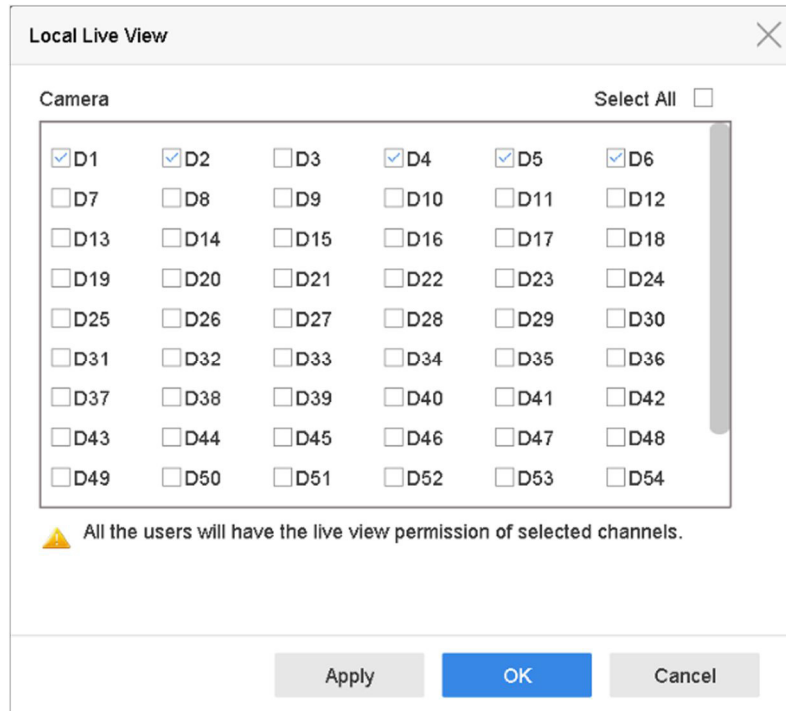 Local Live View
Camera Select All
D1 D2 D3 D4 D5 D6
D7 D8 D9 D10 D11 D12
D13 D14 D15 D16 D17 D18
D19 D20 D21 D22 D23 D24
D25 D26 D27 D28 D29 D30
D31 D32 D33 D34 D35 D36
D37 D38 D39 D40 D41 D42
D43 D44 D45 D46 D47 D48
D49 D50 D51 D52 D53 D54
All the users will have the live view permission of selected channels.
Apply OK Cancel